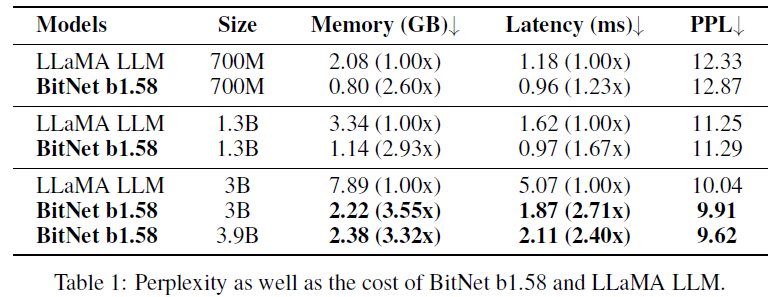 Models Size Memory (GB)↓ Latency (ms)↓ PPL↓
LLaMA LLM 700M 2.08 (1.00x) 1.18 (1.00x) 12.33
BitNet b1.58 700M 0.80 (2.60x) 0.96 (1.23x) 12.87
LLaMA LLM 1.3B 3.34 (1.00x) 1.62 (1.00x) 11.25
BitNet b1.58 1.3B 1.14 (2.93x) 0.97 (1.67x) 11.29
LLaMA LLM 3B 7.89 (1.00x) 5.07 (1.00x) 10.04
BitNet b1.58 3B 2.22 (3.55x) 1.87 (2.71x) 9.91
BitNet b1.58 3.9B 2.38 (3.32x) 2.11 (2.40x) 9.62
Table 1: Perplexity as well as the cost of BitNet b1.58 and LLaMA LLM.